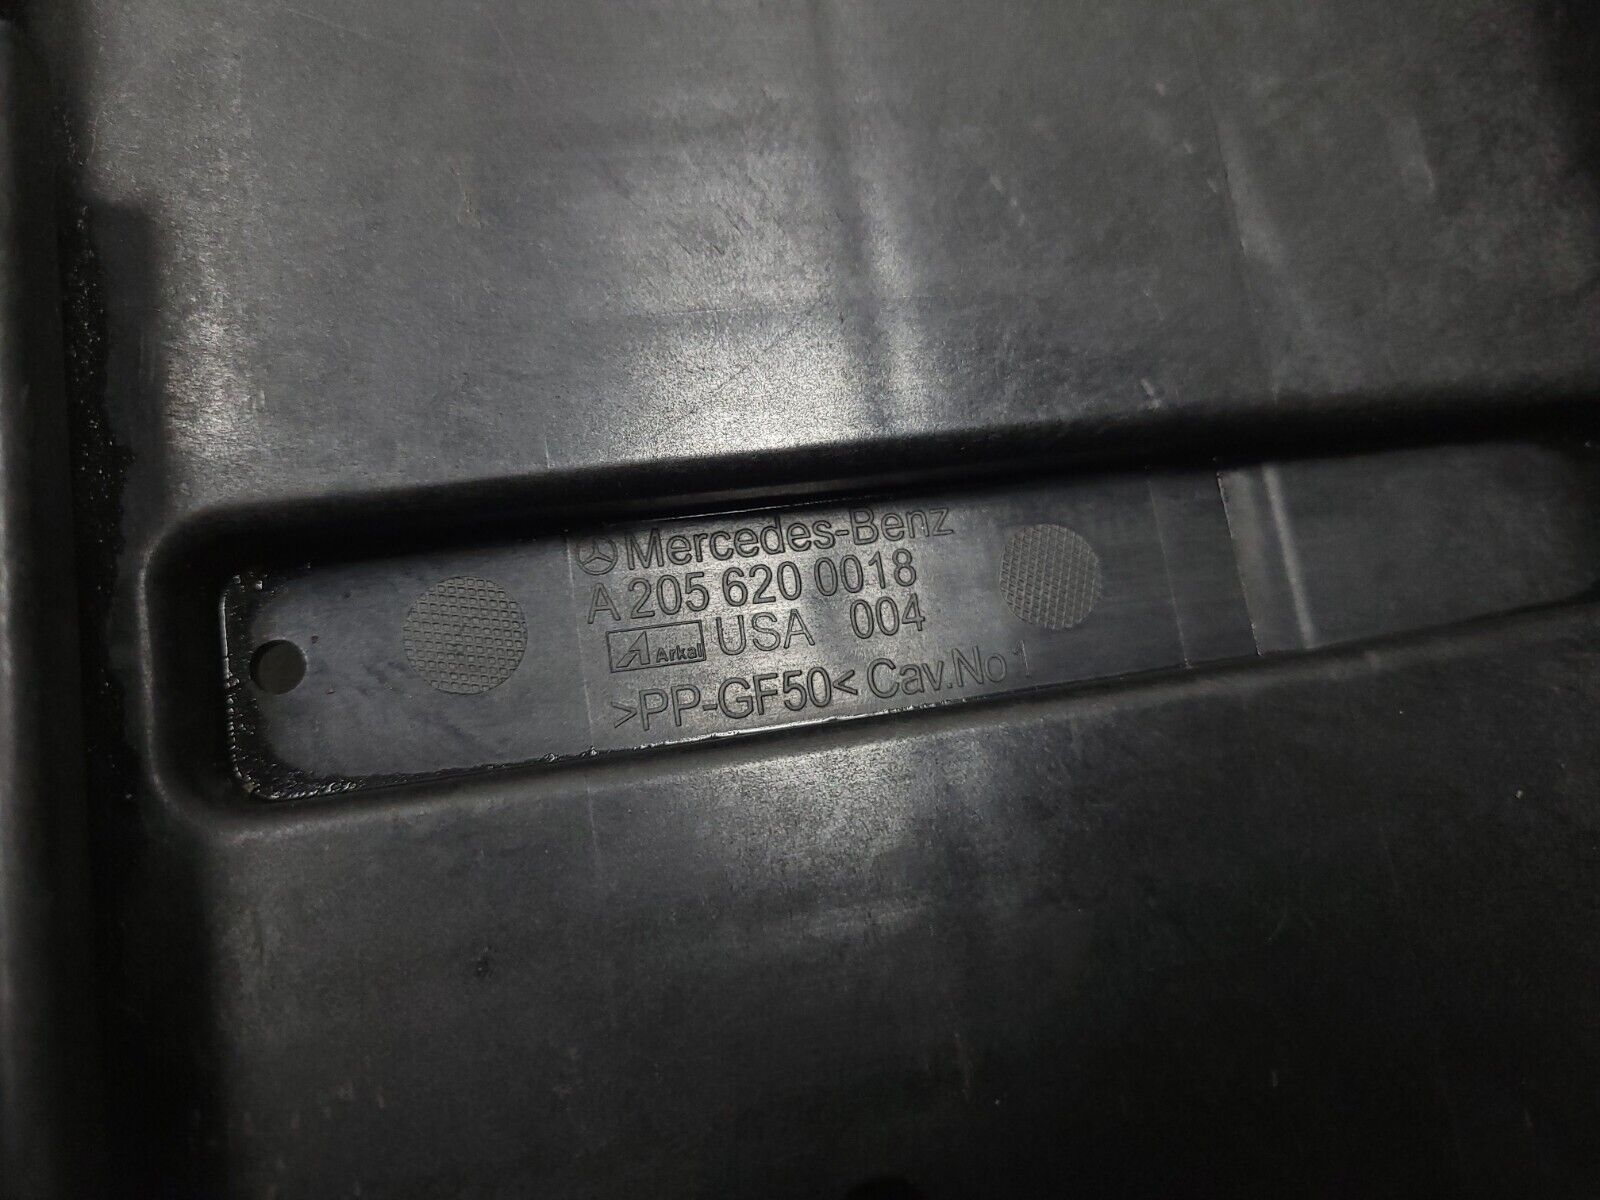 Mercedes-Benz
A 205 620 0018
Arkal USA 004
>PP-GF50< Cav.No 1